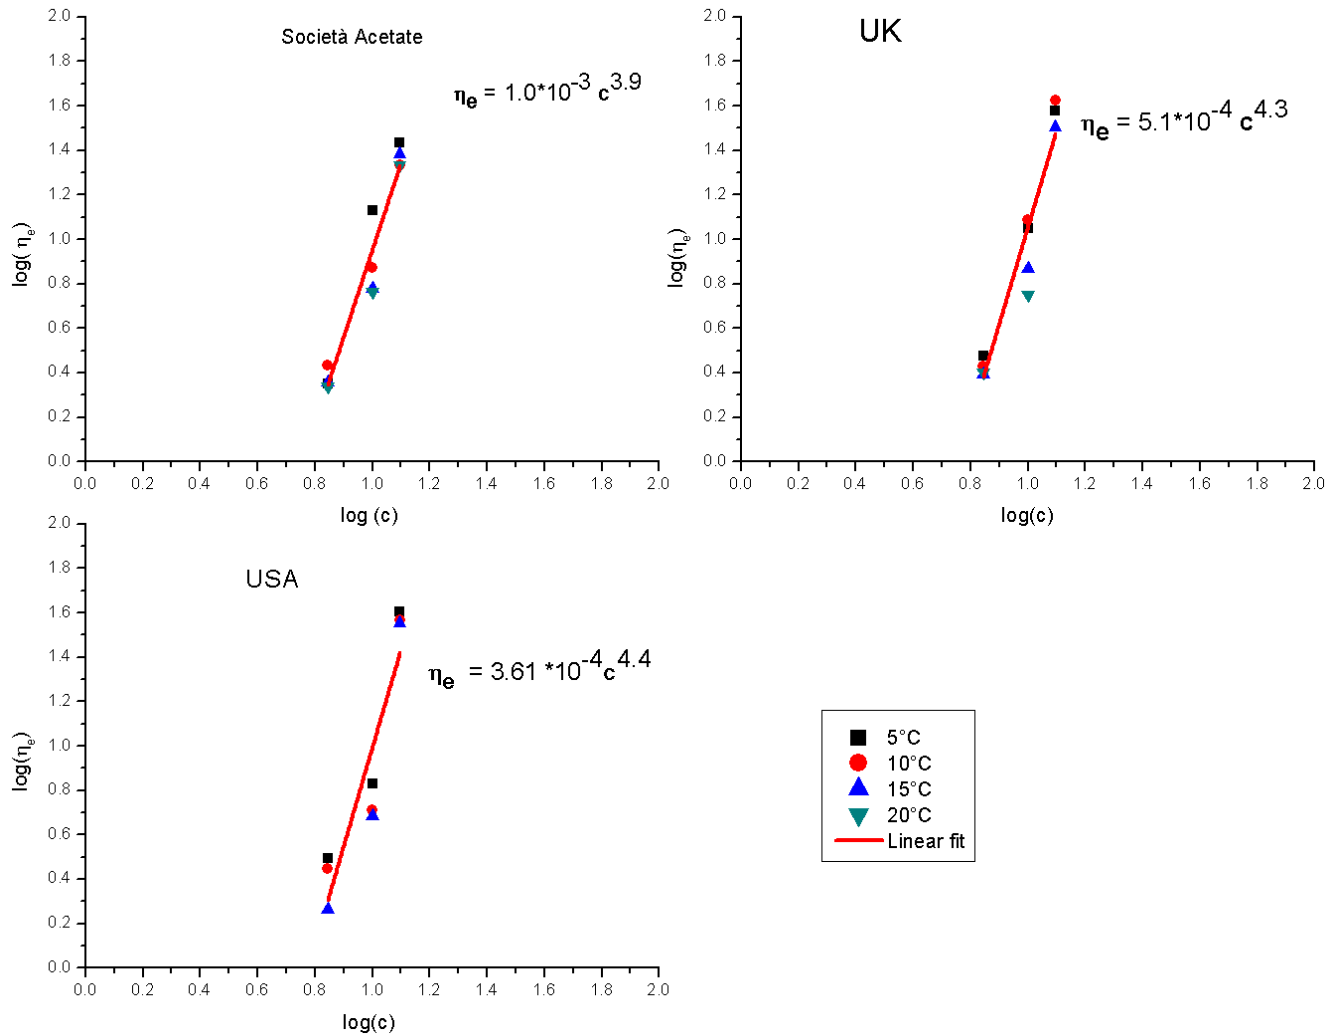 Società Acetate
ηe = 1.0*10-3 c3.9
2.0
1.8
1.6
1.4
1.2
1.0
0.8
0.6
0.4
0.2
0.0
log( ηe)
0.0 0.2 0.4 0.6 0.8 1.0 1.2 1.4 1.6 1.8 2.0
log (c)
UK
ηe = 5.1*10-4 c4.3
2.0
1.8
1.6
1.4
1.2
1.0
0.8
0.6
0.4
0.2
0.0
log(ηe)
0.0 0.2 0.4 0.6 0.8 1.0 1.2 1.4 1.6 1.8 2.0
log(c)
USA
ηe = 3.61 *10-4c4.4
2.0
1.8
1.6
1.4
1.2
1.0
0.8
0.6
0.4
0.2
0.0
log(ηe)
0.0 0.2 0.4 0.6 0.8 1.0 1.2 1.4 1.6 1.8 2.0
log(c)
5°C
10°C
15°C
20°C
Linear fit